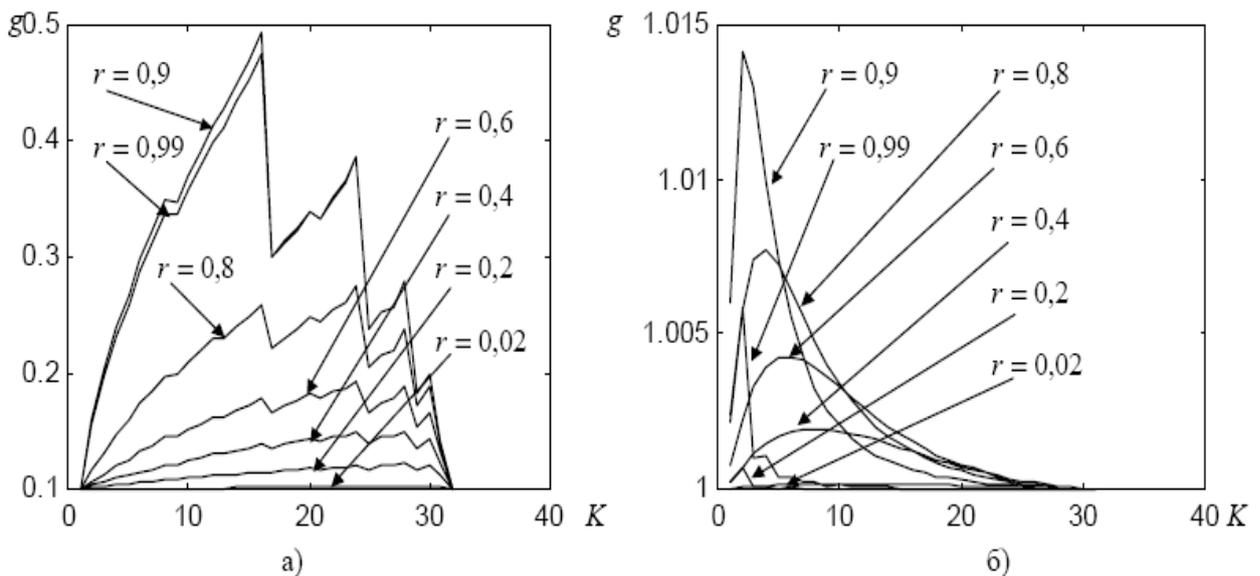 g
0.5
0.4
0.3
0.2
0.1
0
10
20
30
40
K
r = 0,9
r = 0,99
r = 0,8
r = 0,6
r = 0,4
r = 0,2
r = 0,02
а)
g
1.015
1.01
1.005
1
0
10
20
30
40
K
r = 0,9
r = 0,99
r = 0,8
r = 0,6
r = 0,4
r = 0,2
r = 0,02
б)